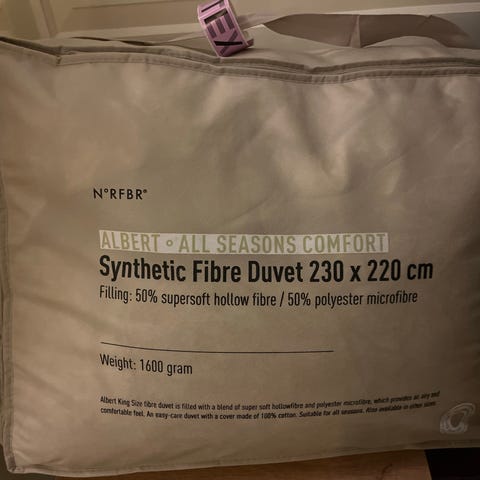 TEX
N°RFBR°
ALBERT ° ALL SEASONS COMFORT
Synthetic Fibre Duvet 230 x 220 cm
Filling: 50% supersoft hollow fibre / 50% polyester microfibre
Weight: 1600 gram
Albert King Size fibre duvet is filled with a blend of super soft hollowfibre and polyester microfibre, which provides an airy and
comfortable feel. An easy-care duvet with a cover made of 100% cotton. Suitable for all seasons. Also available in other sizes.